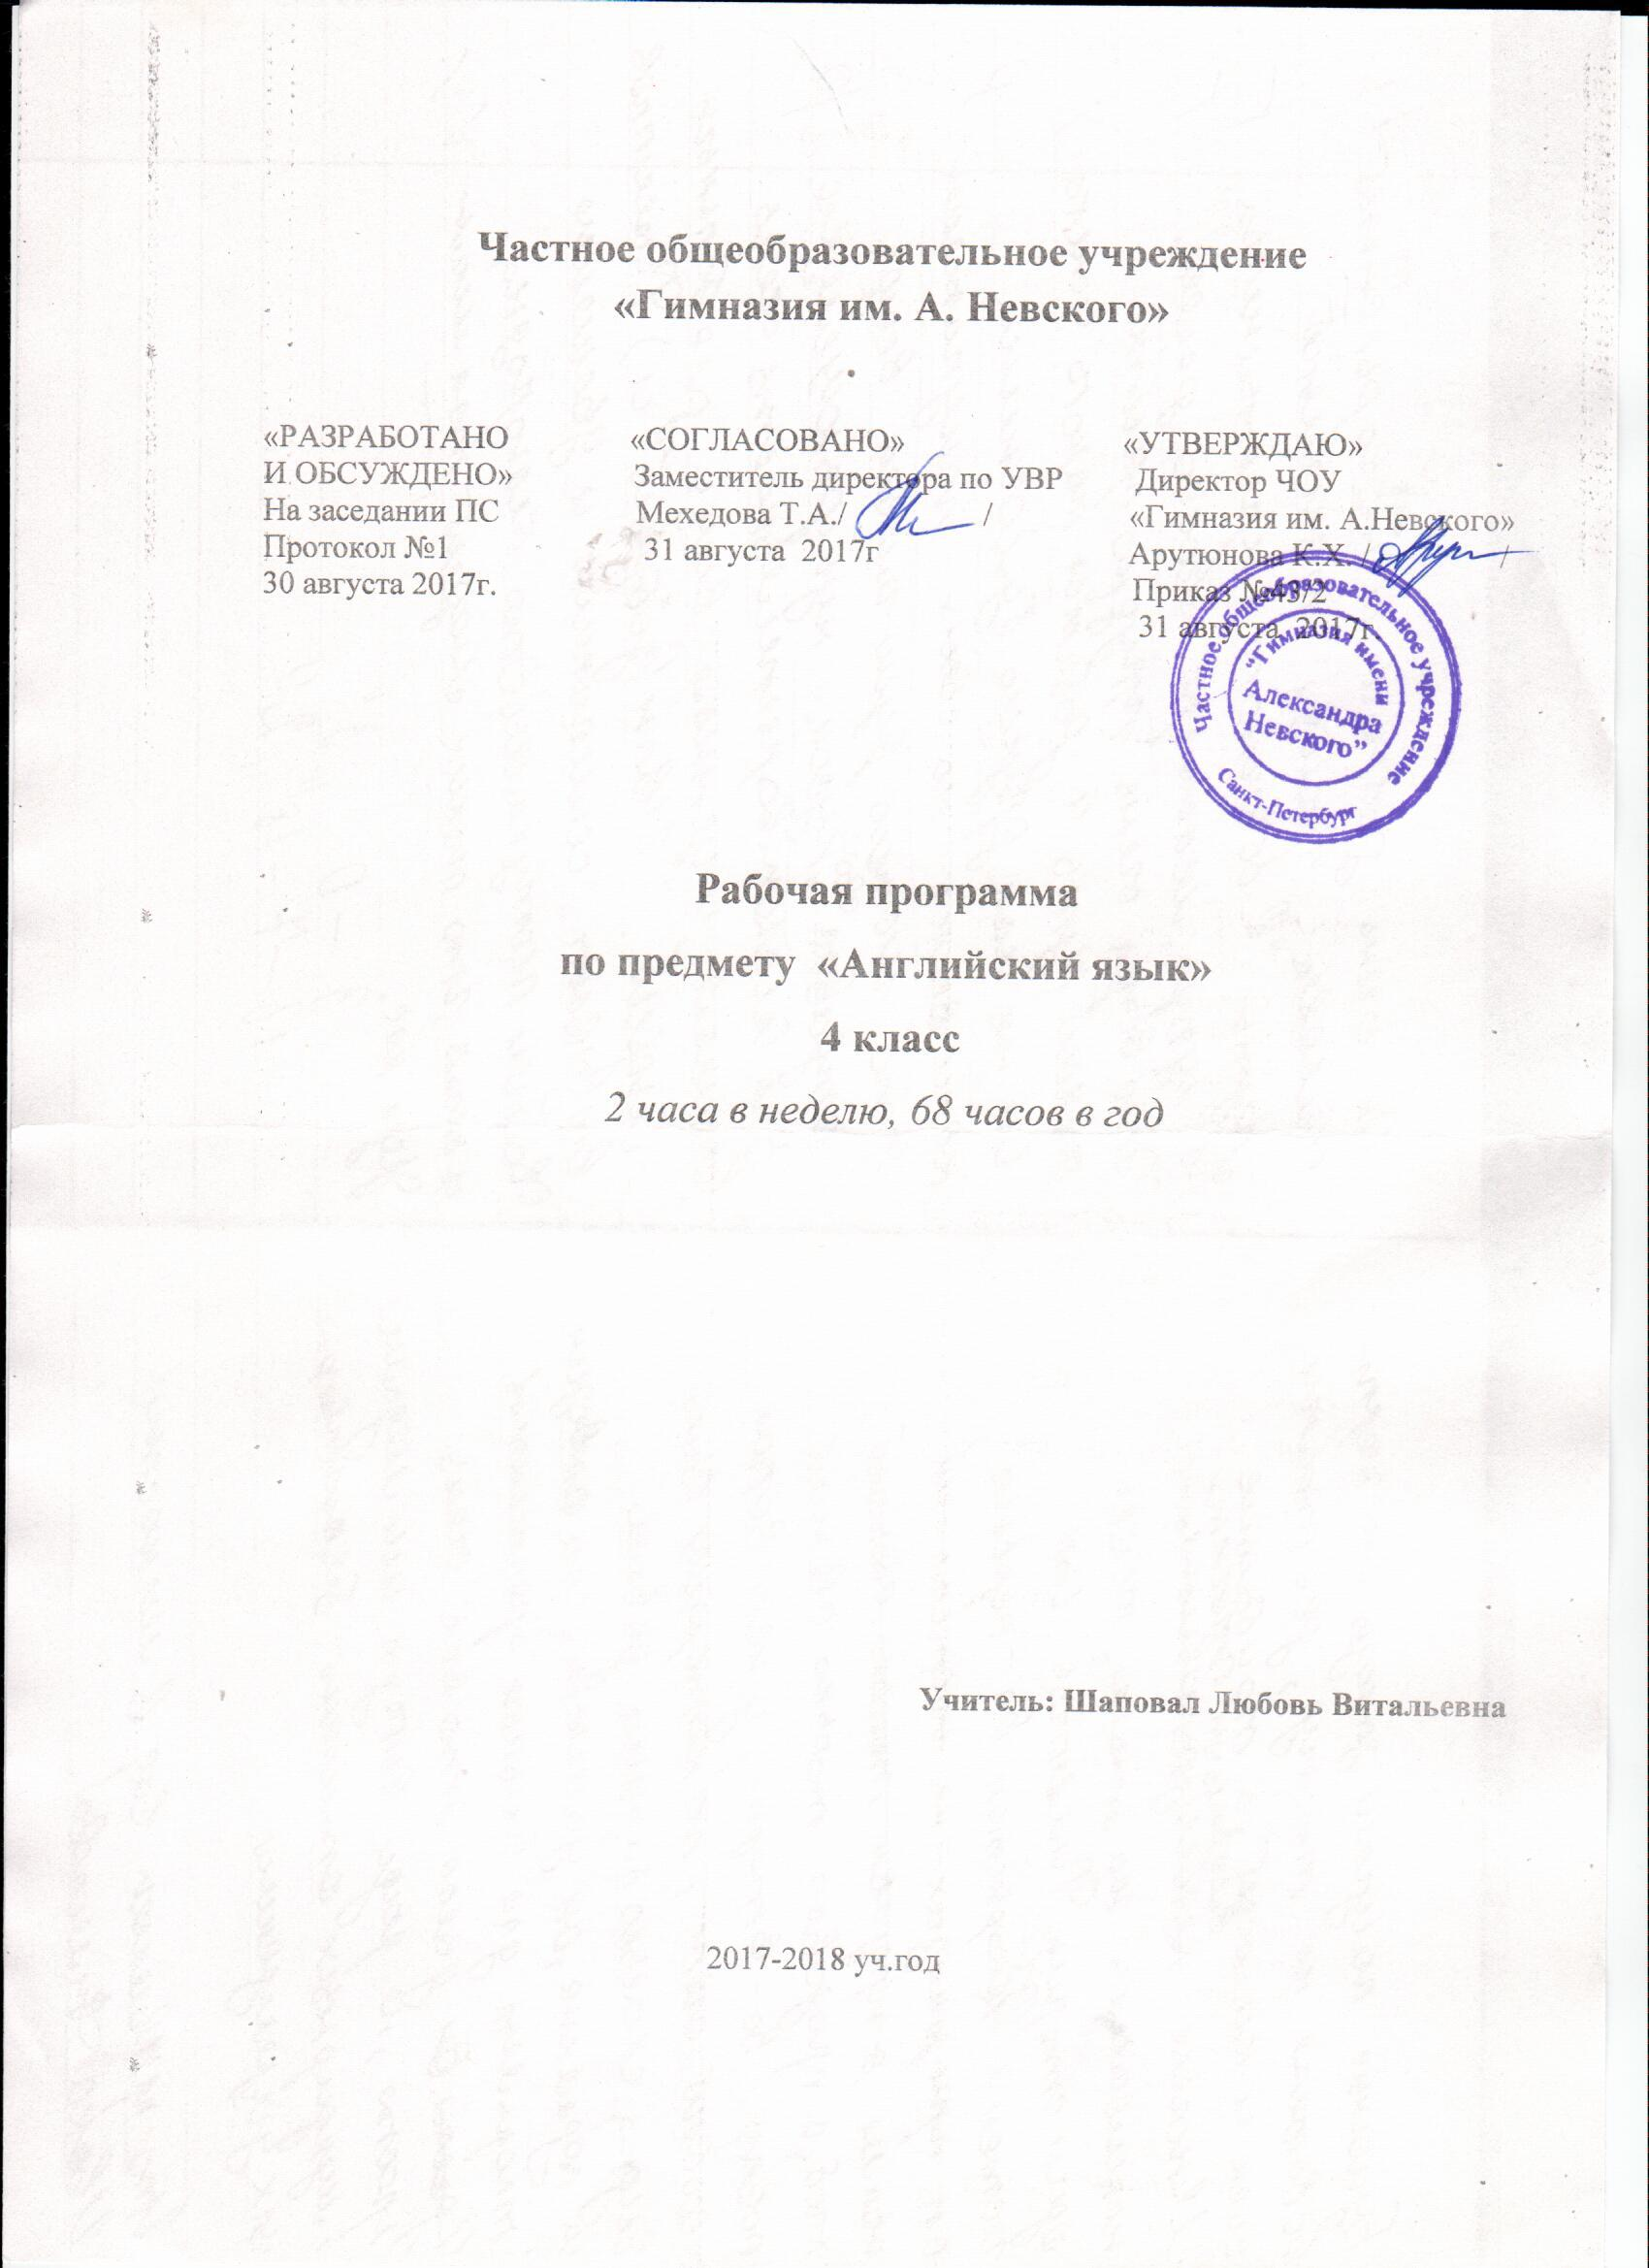 Частное общеобразовательное учреждение
«Гимназия им. А. Невского»
«РАЗРАБОТАНО
И ОБСУЖДЕНО»
На заседании ПС
Протокол №1
30 августа 2017г.
«СОГЛАСОВАНО»
Заместитель директора по УВР
Мехедова Т.А./ /
31 августа 2017г
«УТВЕРЖДАЮ»
Директор ЧОУ
«Гимназия им. А.Невского»
Арутюнова К.Х. / /
Приказ №43/2
31 августа 2017г.
Частное общеобразовательное учреждение
"Гимназия имени
Александра
Невского"
Санкт-Петербург
Рабочая программа
по предмету «Английский язык»
4 класс
2 часа в неделю, 68 часов в год
Учитель: Шаповал Любовь Витальевна
2017-2018 уч.год